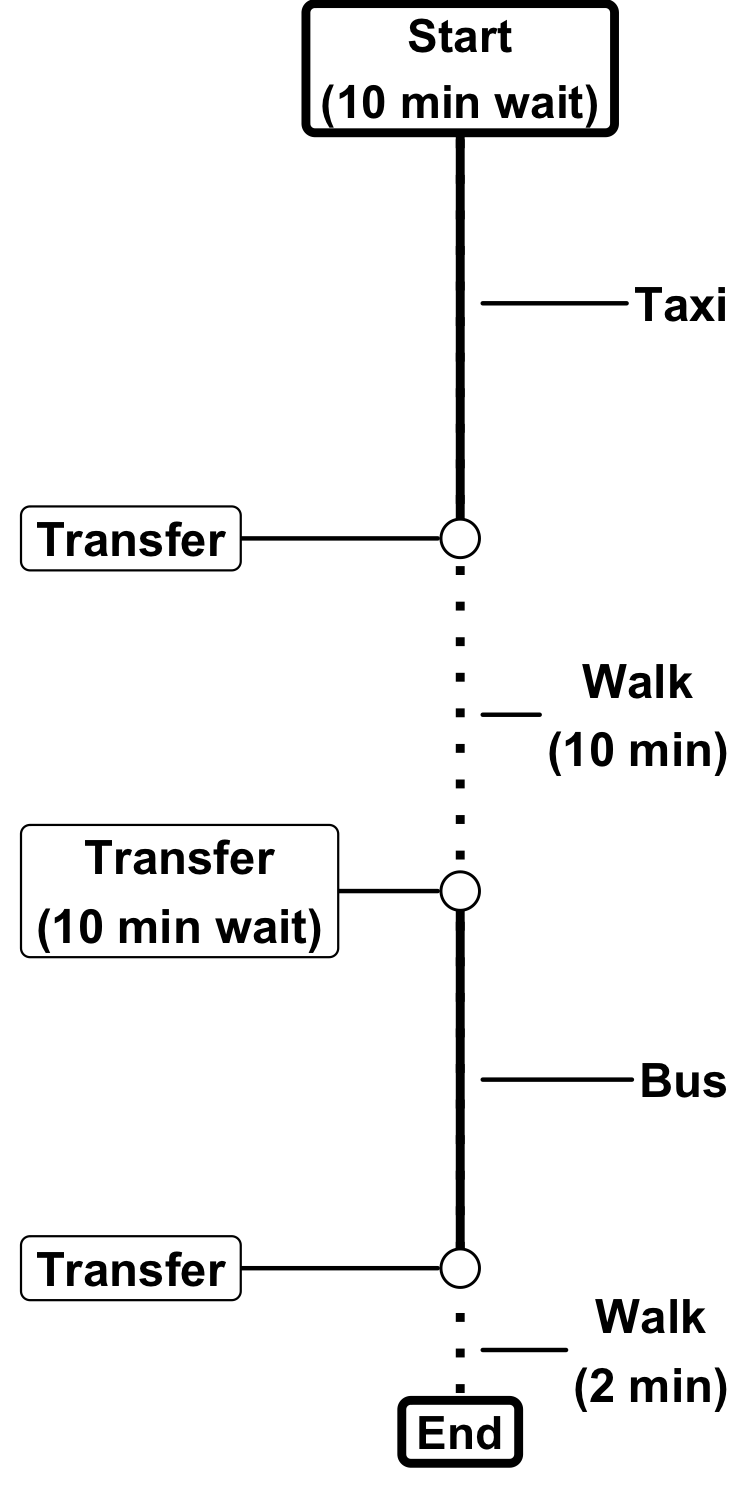 Start
(10 min wait)
Taxi
Transfer
Walk
(10 min)
Transfer
(10 min wait)
Bus
Transfer
Walk
(2 min)
End